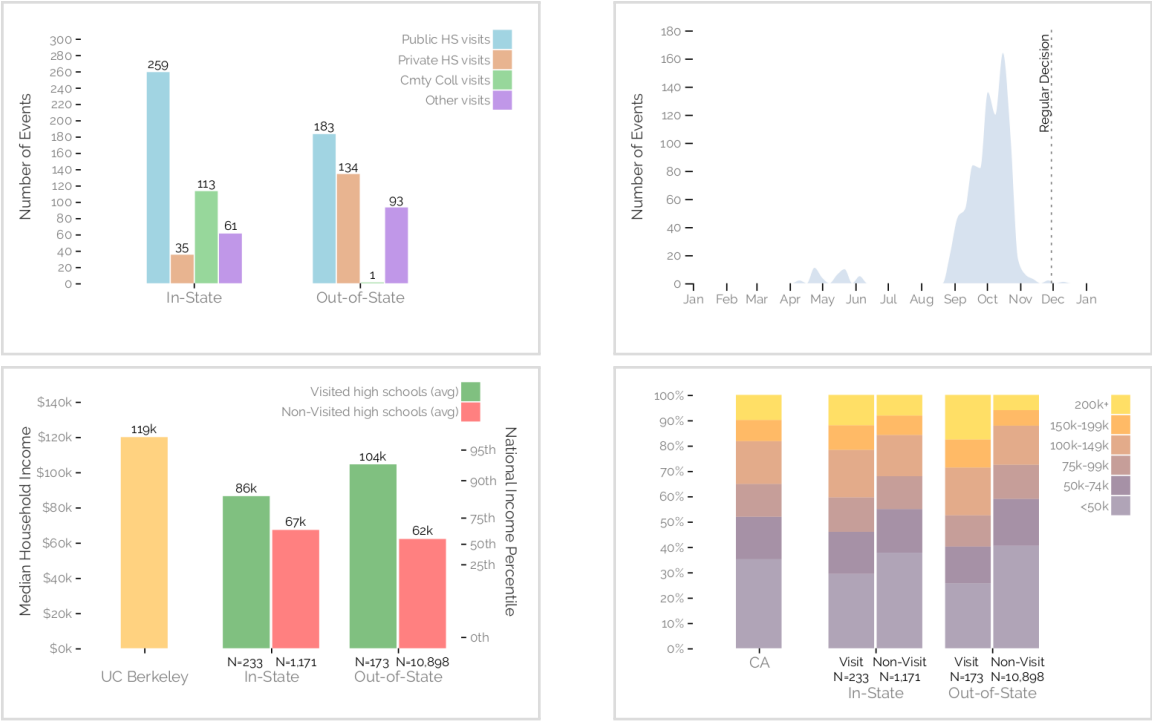 300
280
260
240
220
200
180
160
140
120
100
80
60
40
20
0
Number of Events
Public HS visits
Private HS visits
Cmty Coll visits
Other visits
259
35
113
61
183
134
1
93
In-State
Out-of-State
180
160
140
120
100
80
60
40
20
0
Number of Events
Regular Decision
Jan Feb Mar Apr May Jun Jul Aug Sep Oct Nov Dec Jan
Visited high schools (avg)
Non-Visited high schools (avg)
$140k
$120k
$100k
$80k
$60k
$40k
$20k
$0k
Median Household Income
119k
86k
67k
104k
62k
95th
90th
75th
50th
25th
0th
National Income Percentile
N=233 N=1,171 N=173 N=10,898
UC Berkeley In-State Out-of-State
100%
90%
80%
70%
60%
50%
40%
30%
20%
10%
0%
200k+
150k-199k
100k-149k
75k-99k
50k-74k
<50k
CA
Visit Non-Visit Visit Non-Visit
N=233 N=1,171 N=173 N=10,898
In-State Out-of-State